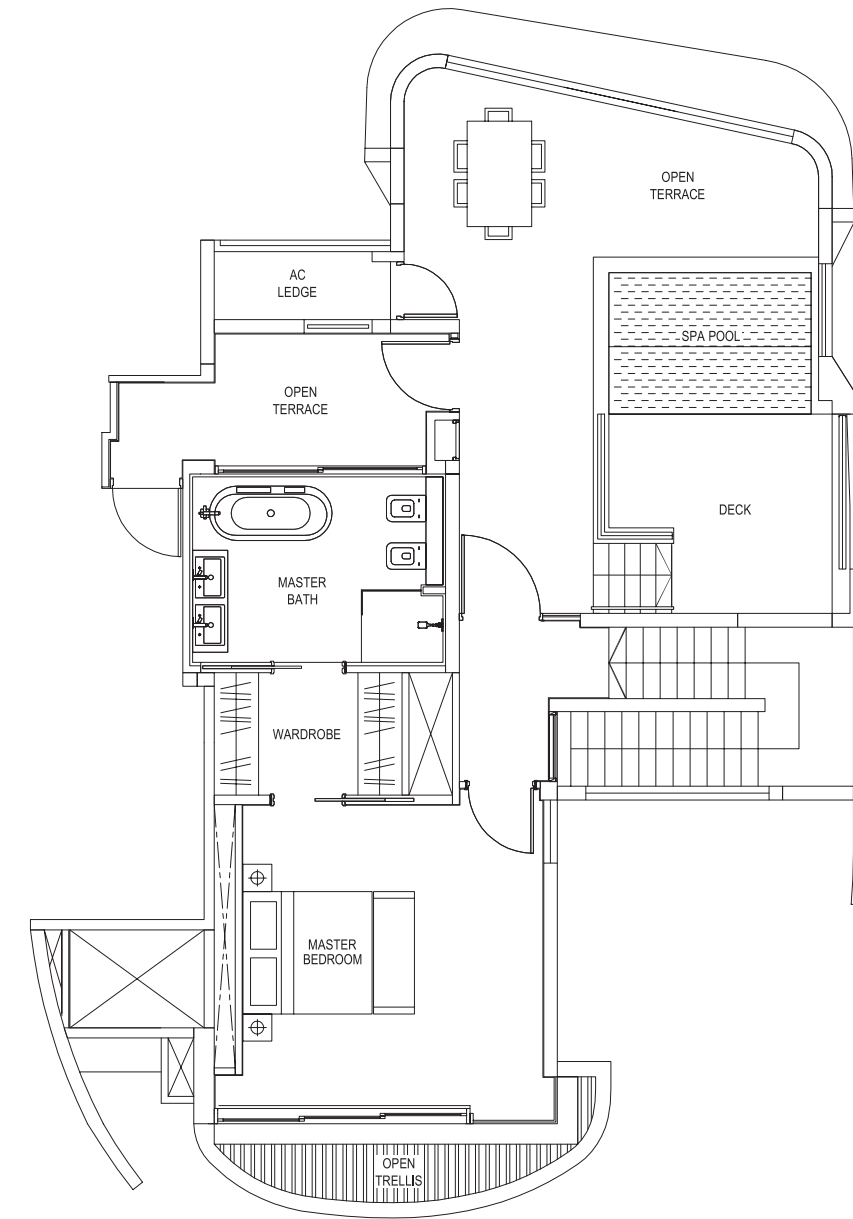 OPEN
TERRACE
AC
LEDGE
SPA POOL
OPEN
TERRACE
DECK
MASTER
BATH
WARDROBE
MASTER
BEDROOM
OPEN
TRELLIS